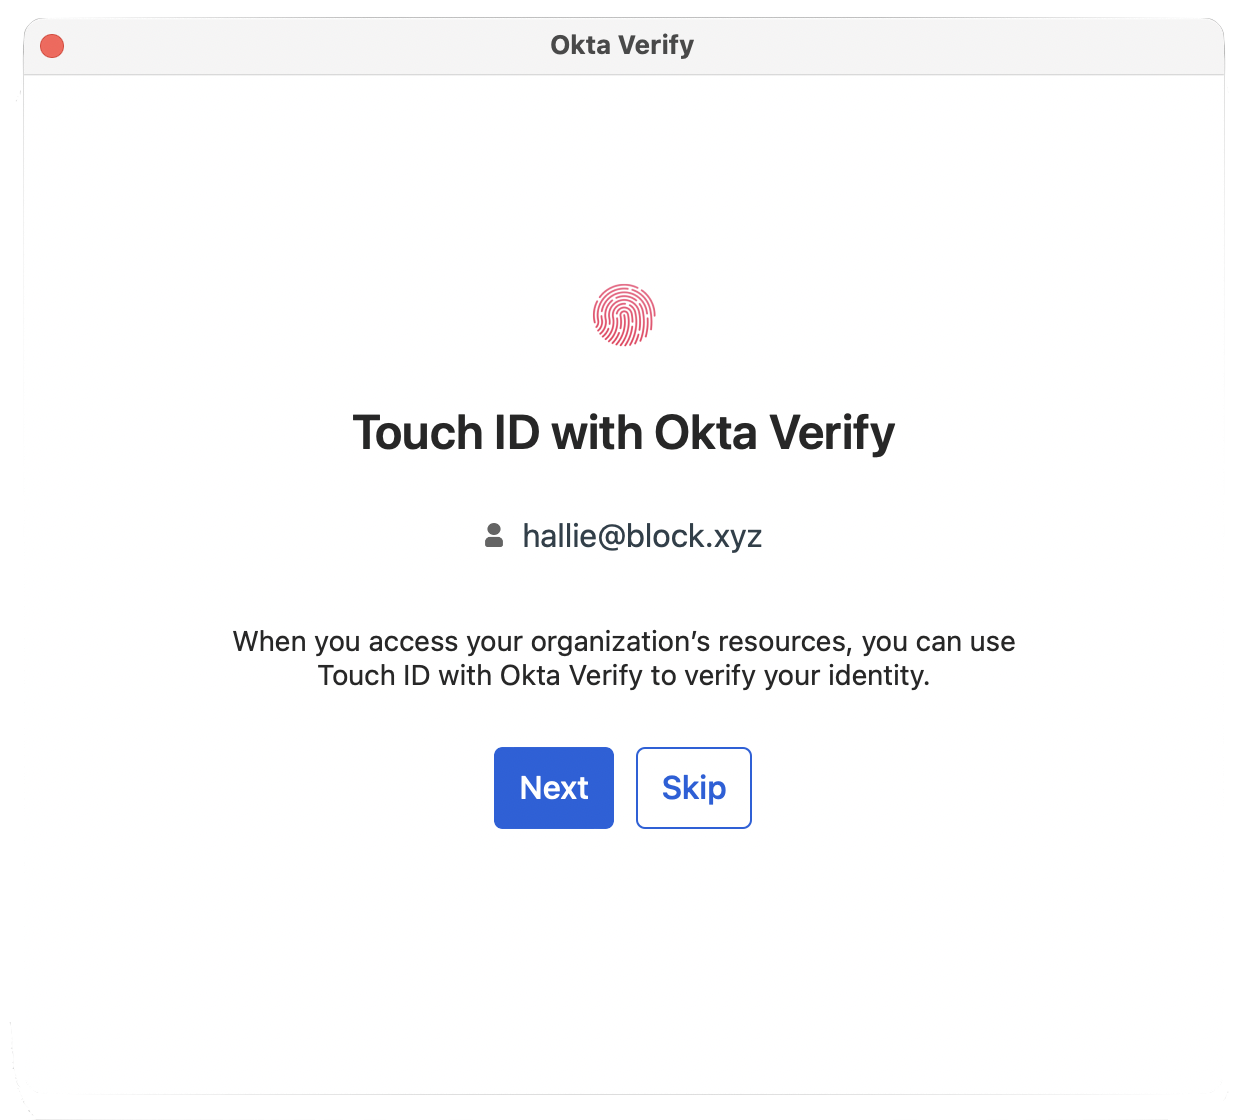 Okta Verify
Touch ID with Okta Verify
hallie@block.xyz
When you access your organization’s resources, you can use
Touch ID with Okta Verify to verify your identity.
Next
Skip